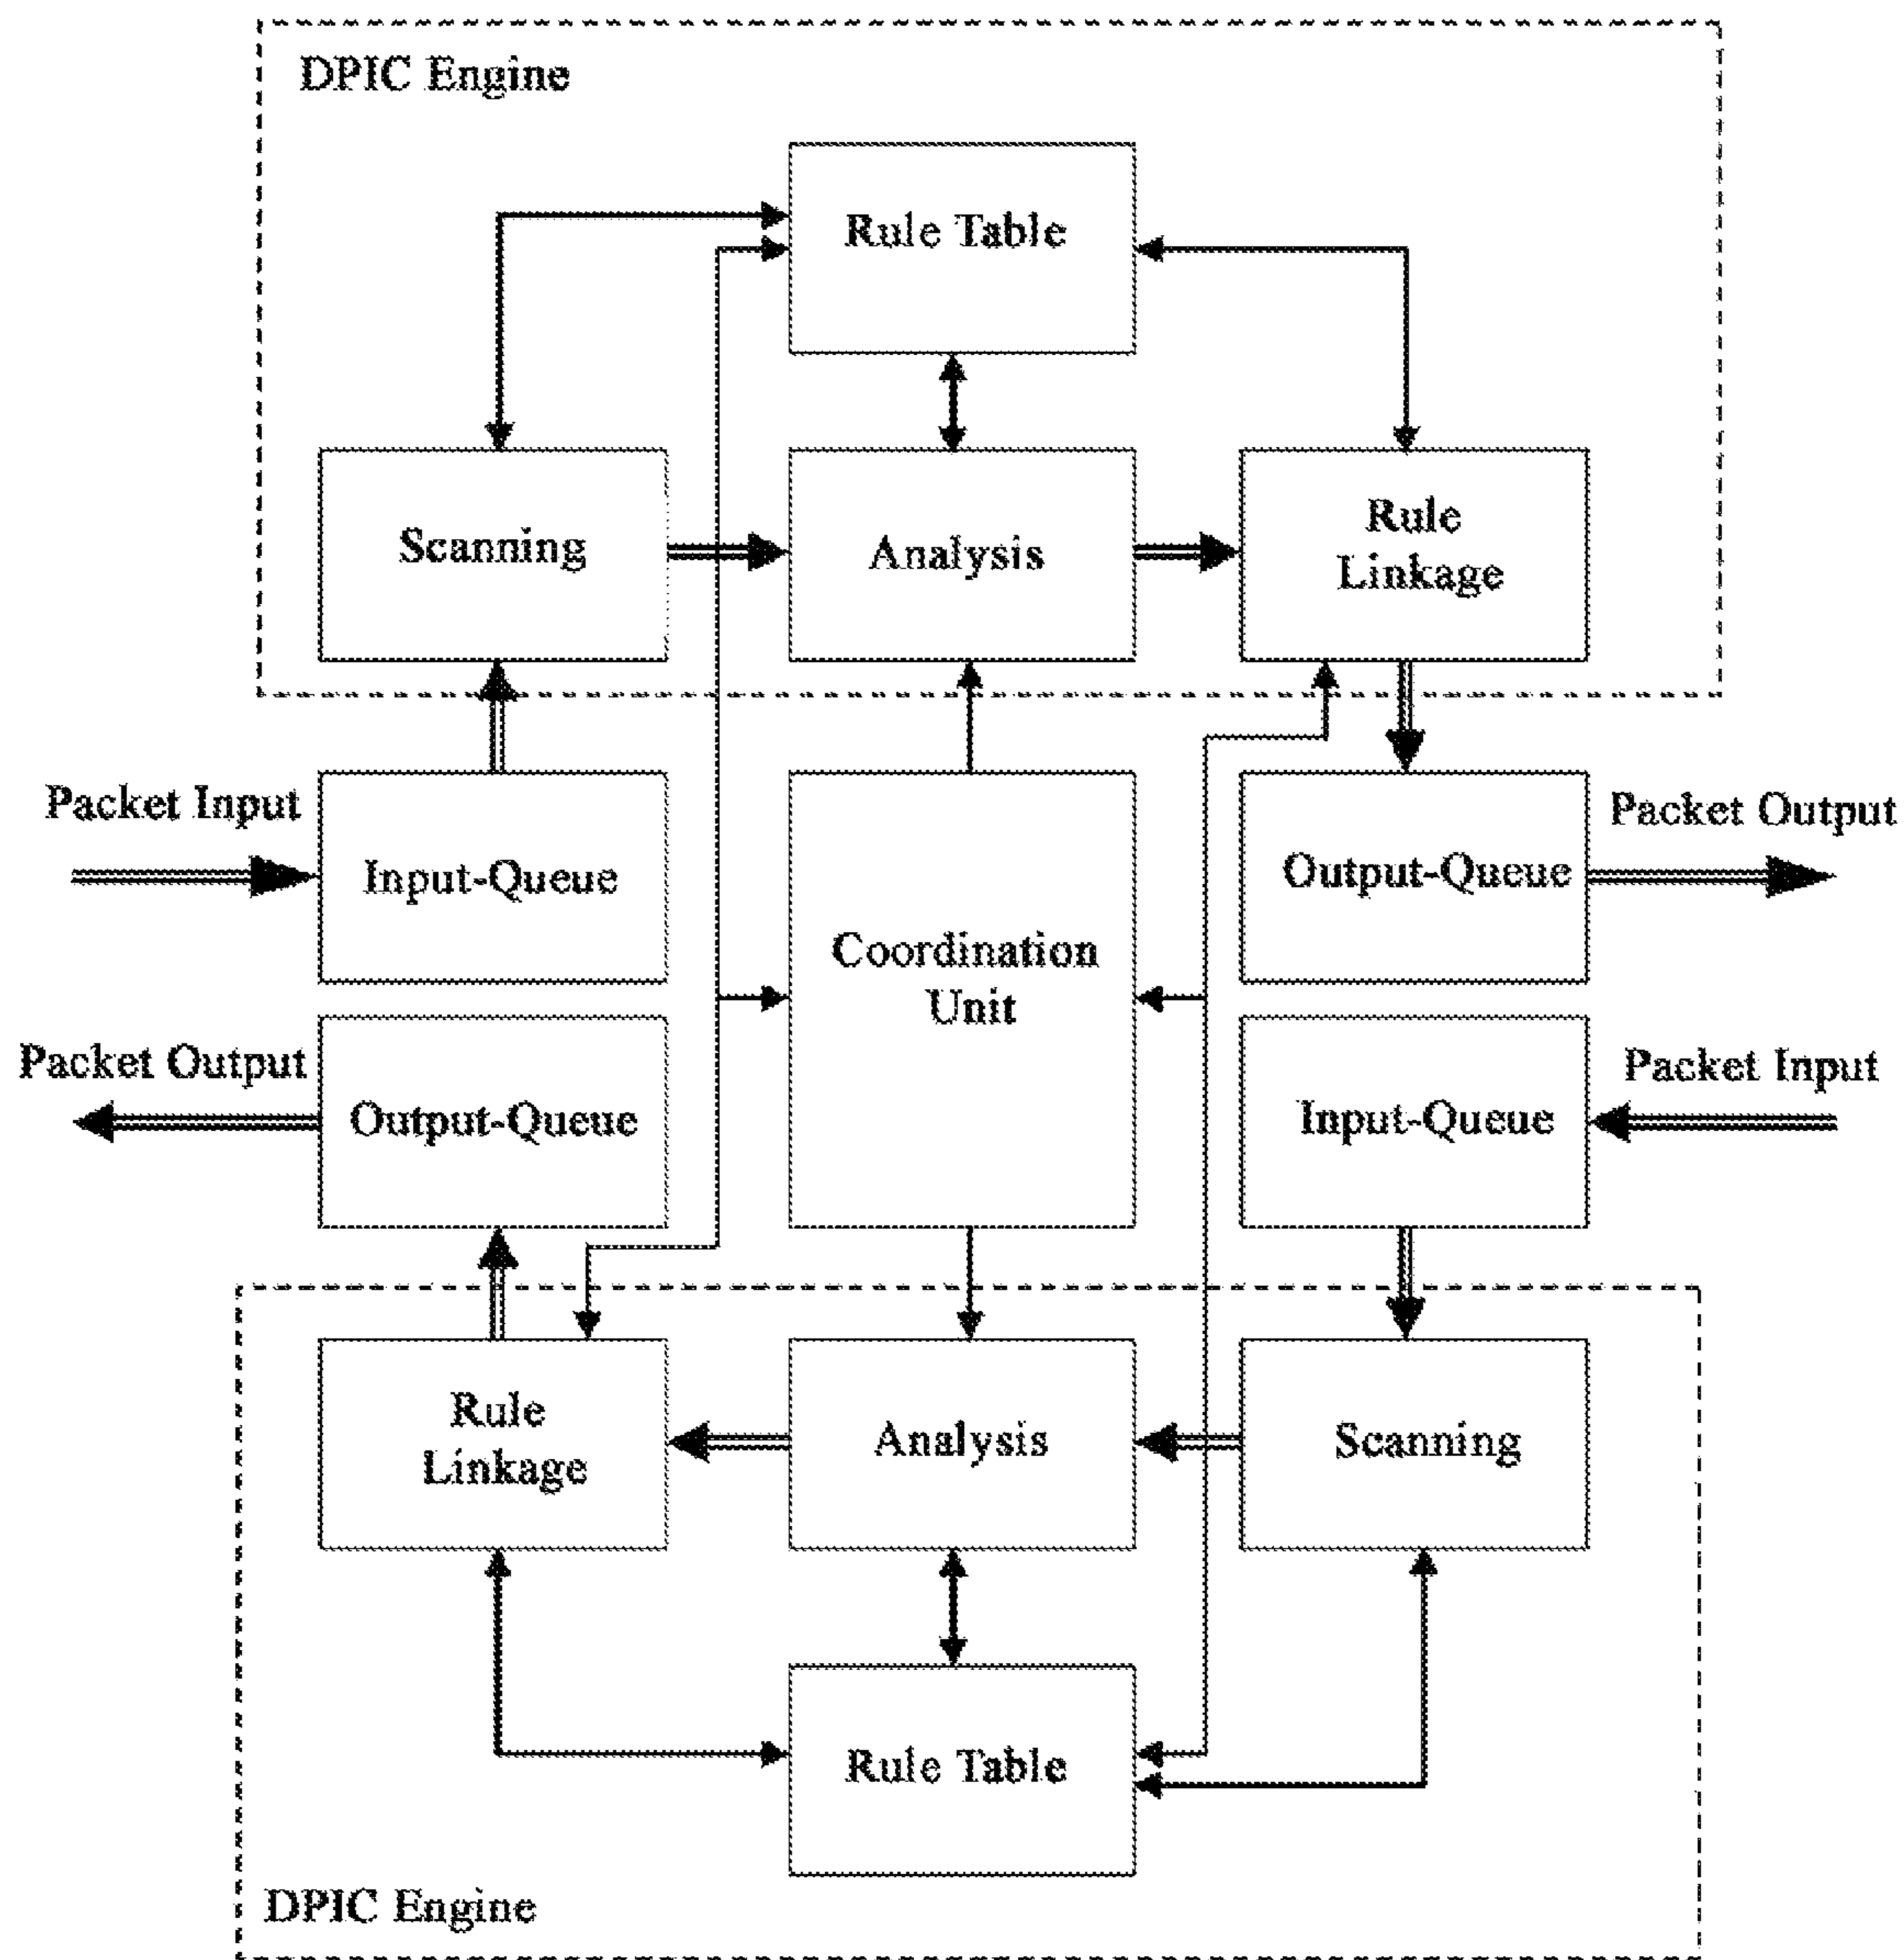 DPIC Engine
Rule Table
Scanning
Analysis
Rule
Linkage
Packet Input
Input-Queue
Output-Queue
Packet Output
Coordination
Unit
Packet Output
Output-Queue
Input-Queue
Packet Input
Rule
Linkage
Analysis
Scanning
Rule Table
DPIC Engine